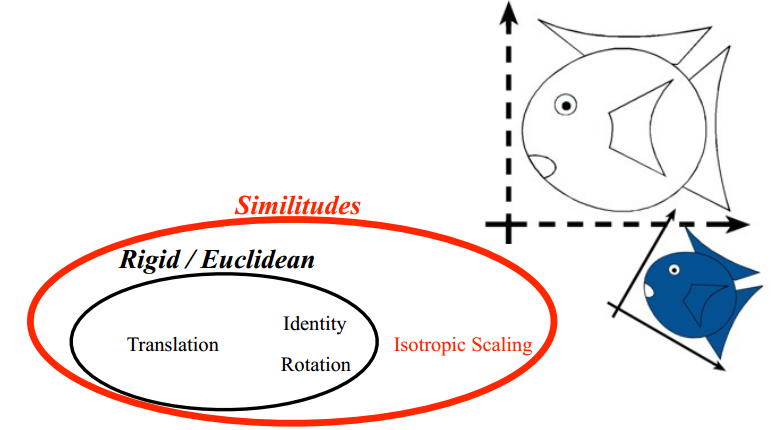 Similitudes
Rigid / Euclidean
Identity
Translation
Isotropic Scaling
Rotation